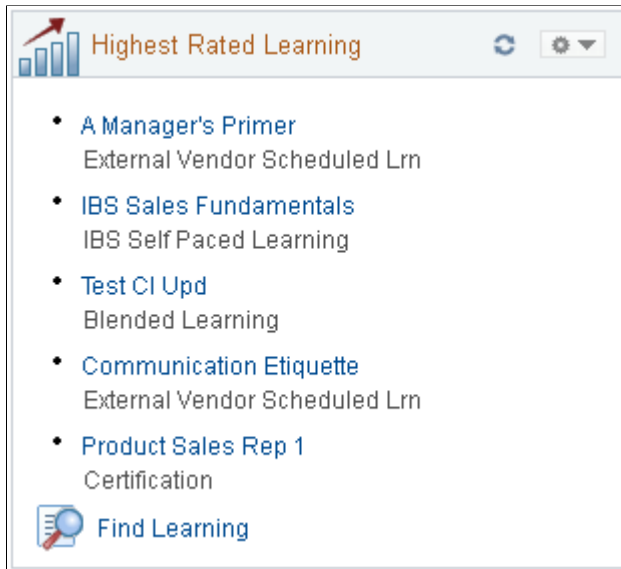 Highest Rated Learning
A Manager's Primer
External Vendor Scheduled Lrn
IBS Sales Fundamentals
IBS Self Paced Learning
Test CI Upd
Blended Learning
Communication Etiquette
External Vendor Scheduled Lrn
Product Sales Rep 1
Certification
Find Learning